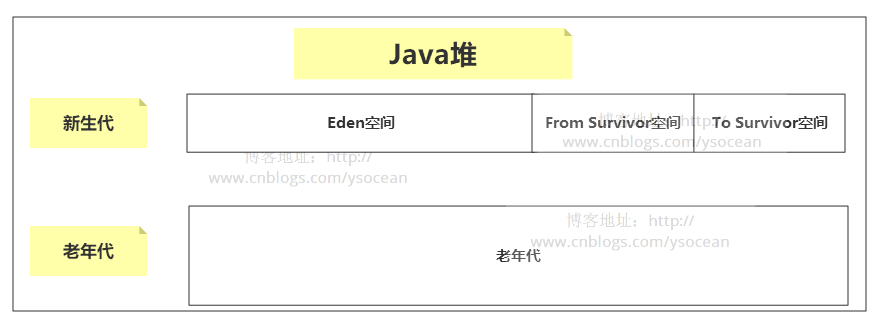 Java堆
新生代
Eden空间
From Survivor空间
To Survivor空间
博客地址：http://
www.cnblogs.com/ysocean
博客地址：http://
www.cnblogs.com/ysocean
老年代
博客地址：http://
www.cnblogs.com/ysocean
老年代